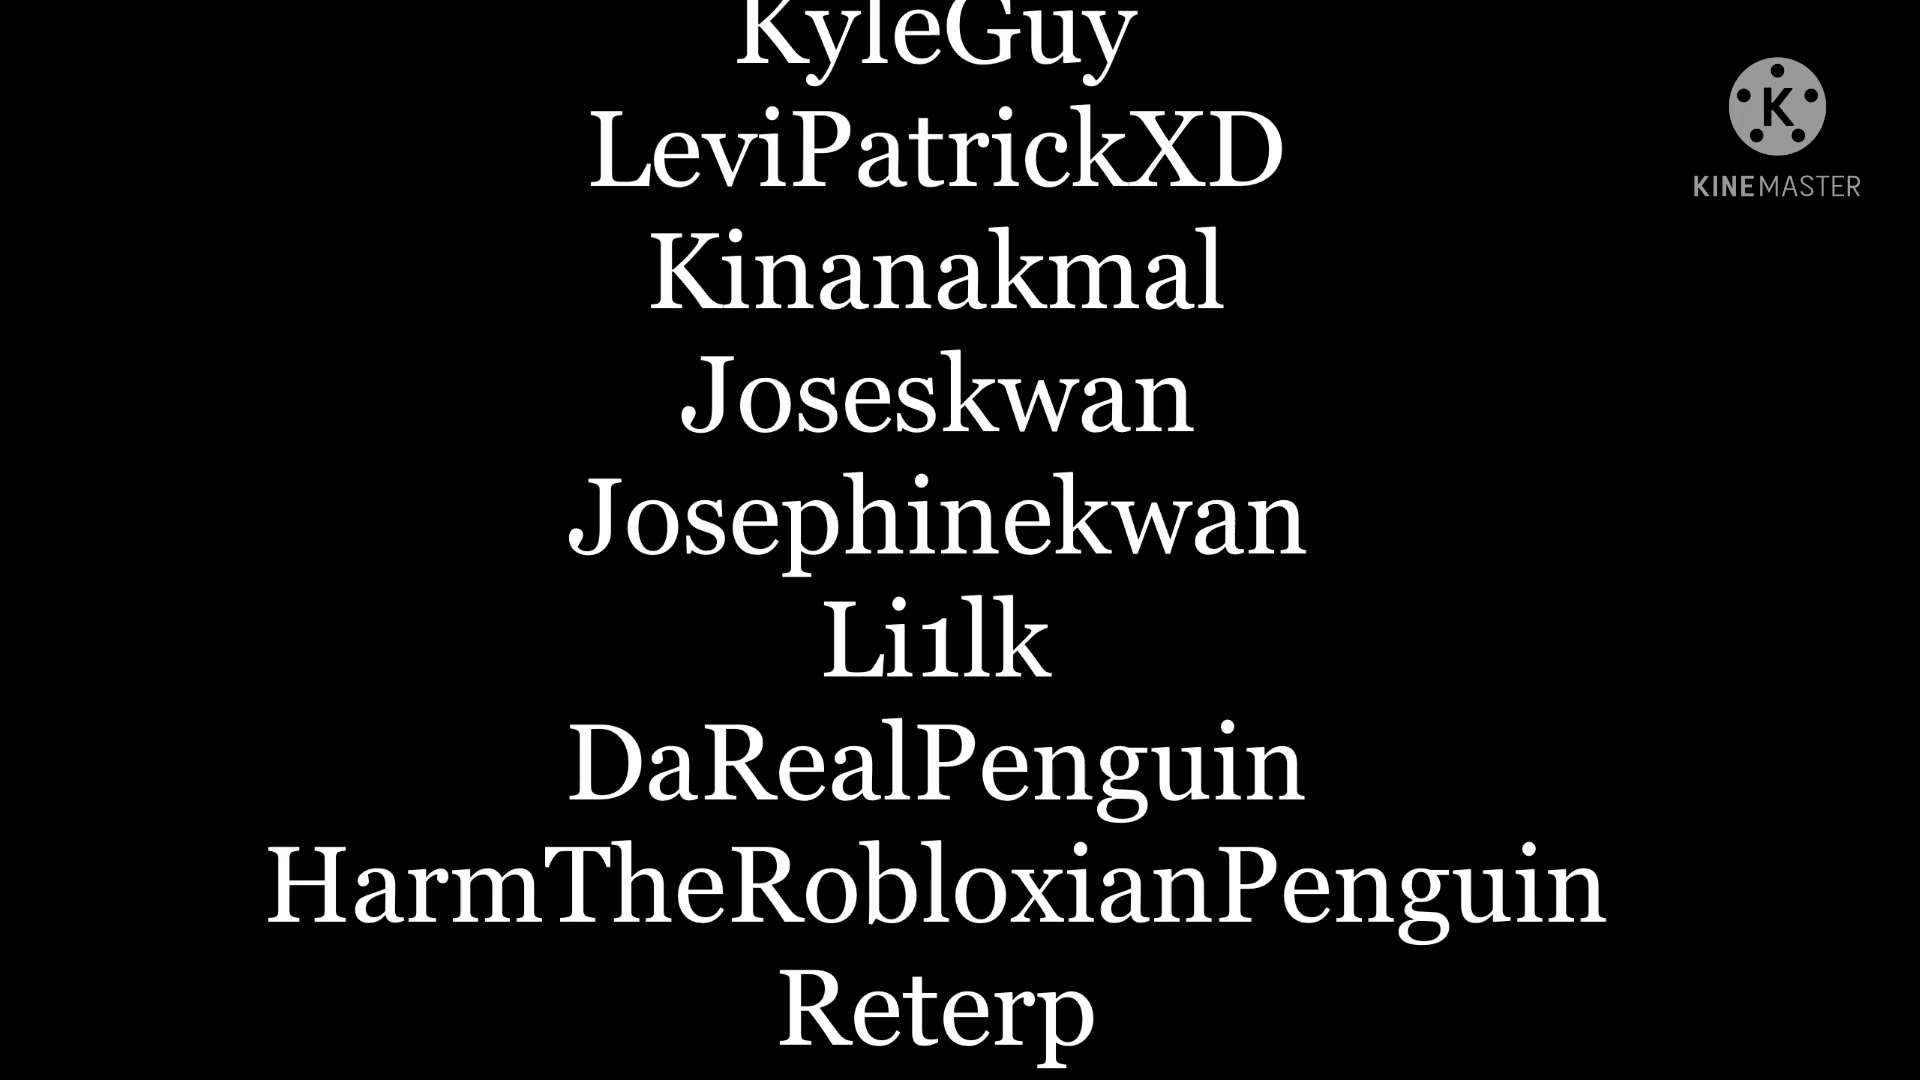 KyleGuy
LeviPatrickXD
Kinanakmal
Joseskwan
Josephinekwan
Li1lk
DaRealPenguin
HarmTheRobloxianPenguin
Reterp
K
KINEMASTER